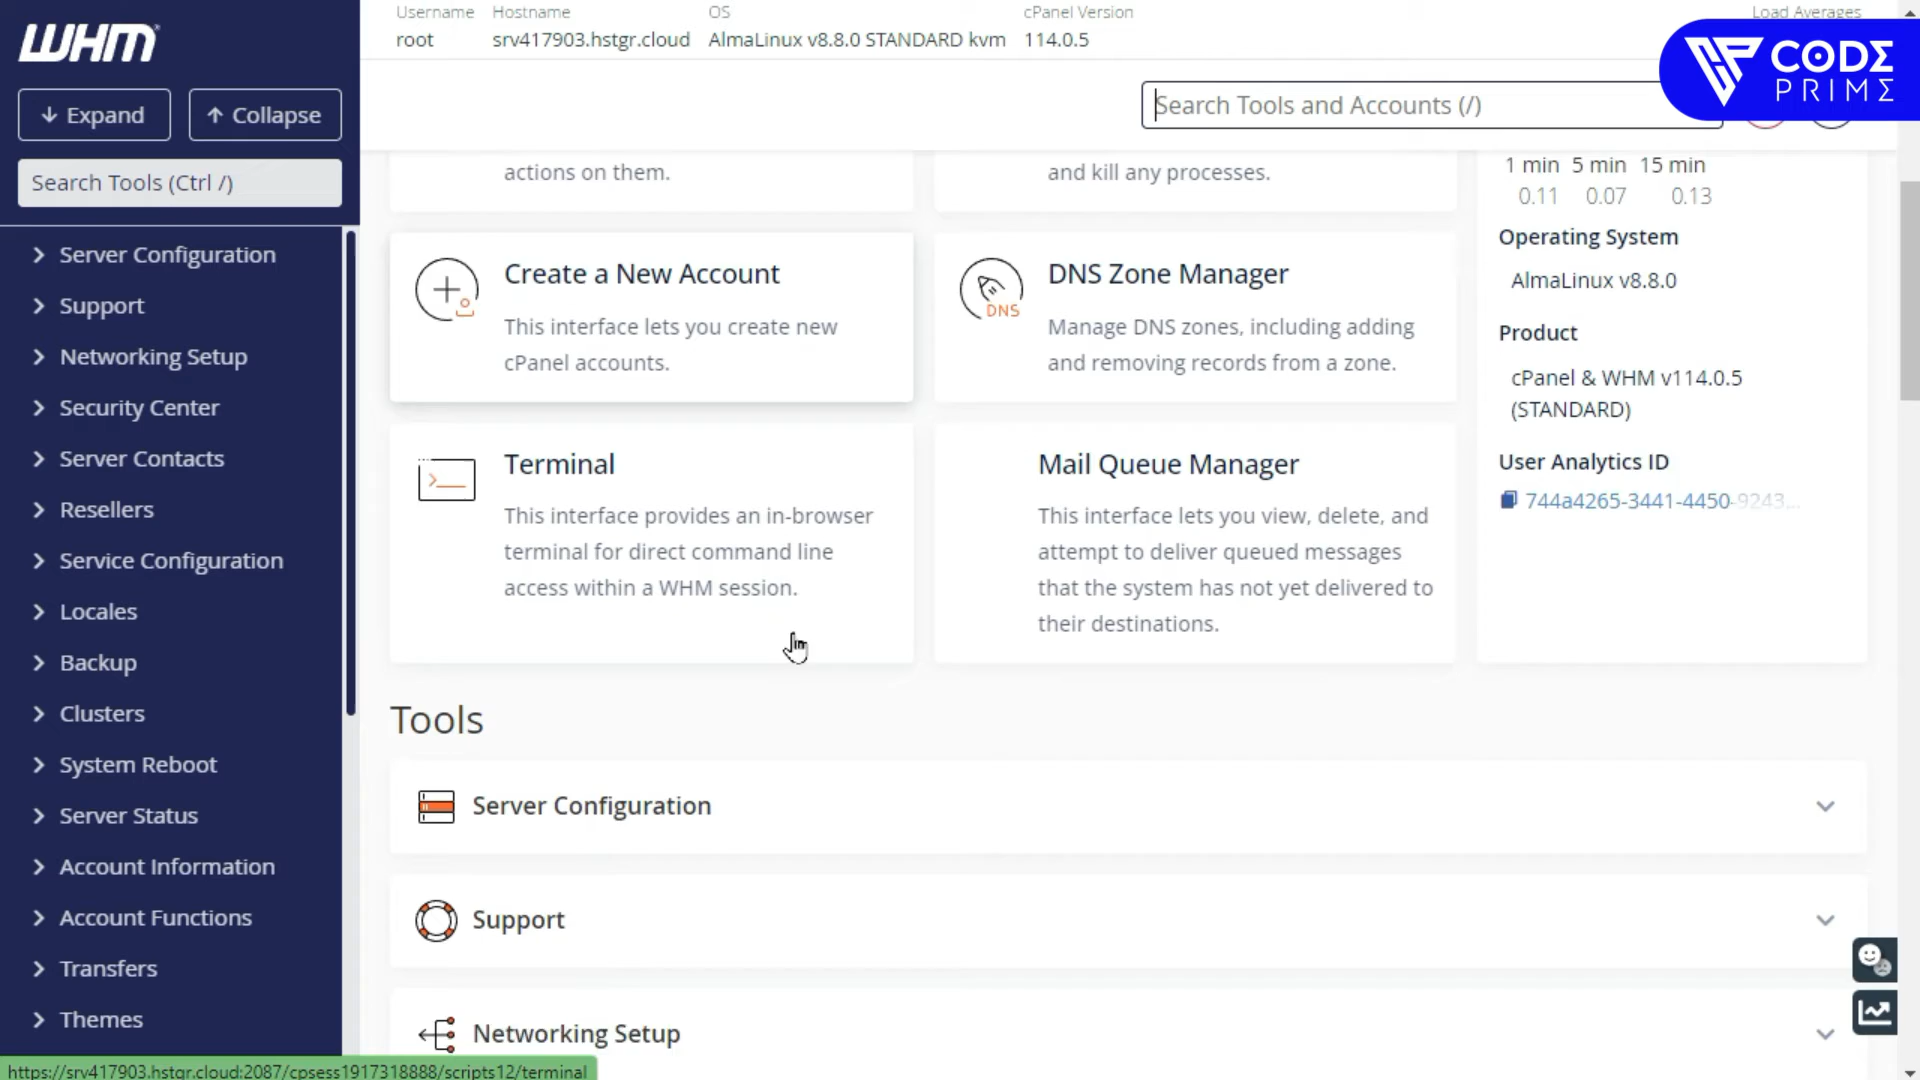 WHM
Username Hostname OS cPanel Version Load Averages
root srv417903.hstgr.cloud AlmaLinux v8.8.0 STANDARD kvm 114.0.5
CODE
PRIME
Expand Collapse
Search Tools (Ctrl /)
Search Tools and Accounts (/)
Server Configuration
Support
Networking Setup
Security Center
Server Contacts
Resellers
Service Configuration
Locales
Backup
Clusters
System Reboot
Server Status
Account Information
Account Functions
Transfers
Themes
actions on them.
and kill any processes.
Create a New Account
This interface lets you create new
cPanel accounts.
DNS
DNS Zone Manager
Manage DNS zones, including adding
and removing records from a zone.
Terminal
This interface provides an in-browser
terminal for direct command line
access within a WHM session.
Mail Queue Manager
This interface lets you view, delete, and
attempt to deliver queued messages
that the system has not yet delivered to
their destinations.
1 min 5 min 15 min
0.11 0.07 0.13
Operating System
AlmaLinux v8.8.0
Product
cPanel & WHM v114.0.5
(STANDARD)
User Analytics ID
744a4265-3441-4450-9243...
Tools
Server Configuration
Support
Networking Setup
https://srv417903.hstgr.cloud:2087/cpsess1917318888/scripts12/terminal